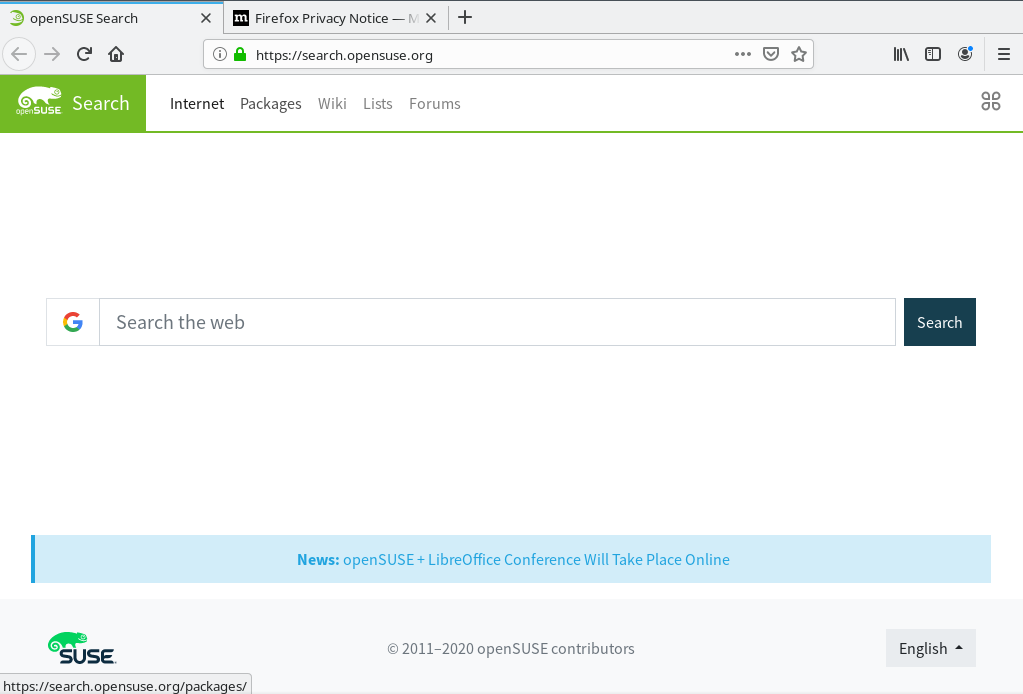 openSUSE Search
Firefox Privacy Notice — M
https://search.opensuse.org
openSUSE
Search
Internet
Packages
Wiki
Lists
Forums
Search the web
Search
News: openSUSE + LibreOffice Conference Will Take Place Online
SUSE.
© 2011–2020 openSUSE contributors
English
https://search.opensuse.org/packages/